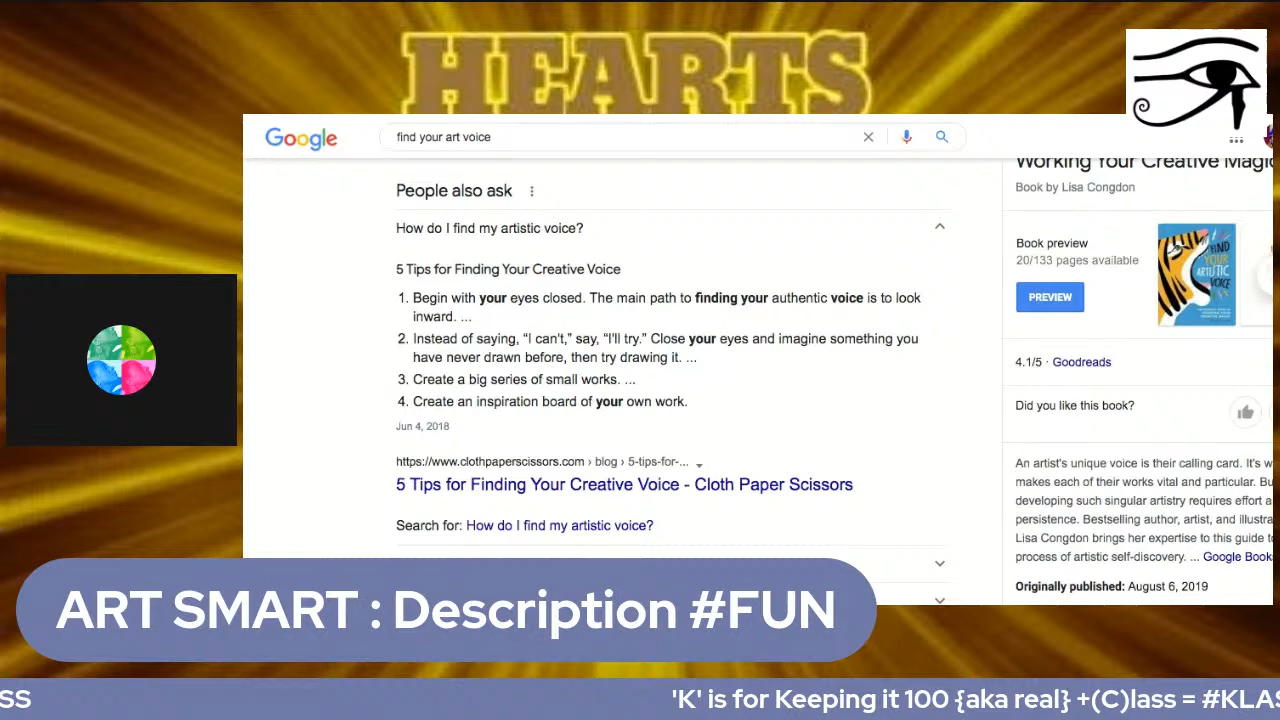 HEARTS
Google
find your art voice
People also ask
How do I find my artistic voice?
5 Tips for Finding Your Creative Voice
1. Begin with your eyes closed. The main path to finding your authentic voice is to look
inward. ...
2. Instead of saying, “I can't,” say, “I'll try.” Close your eyes and imagine something you
have never drawn before, then try drawing it. ...
3. Create a big series of small works. ...
4. Create an inspiration board of your own work.
Jun 4, 2018
https://www.clothpaperscissors.com › blog › 5-tips-for-...
5 Tips for Finding Your Creative Voice - Cloth Paper Scissors
Search for: How do I find my artistic voice?
Working Your Creative Magic
Book by Lisa Congdon
Book preview
20/133 pages available
PREVIEW
FIND
YOUR
ARTISTIC
VOICE
4.1/5 · Goodreads
Did you like this book?
An artist's unique voice is their calling card. It's w
makes each of their works vital and particular. Bu
developing such singular artistry requires effort a
persistence. Bestselling author, artist, and illustra
Lisa Congdon brings her expertise to this guide to
process of artistic self-discovery. ... Google Book
Originally published: August 6, 2019
ART SMART : Description #FUN
SS
'K' is for Keeping it 100 {aka real} +(C)lass = #KLAS